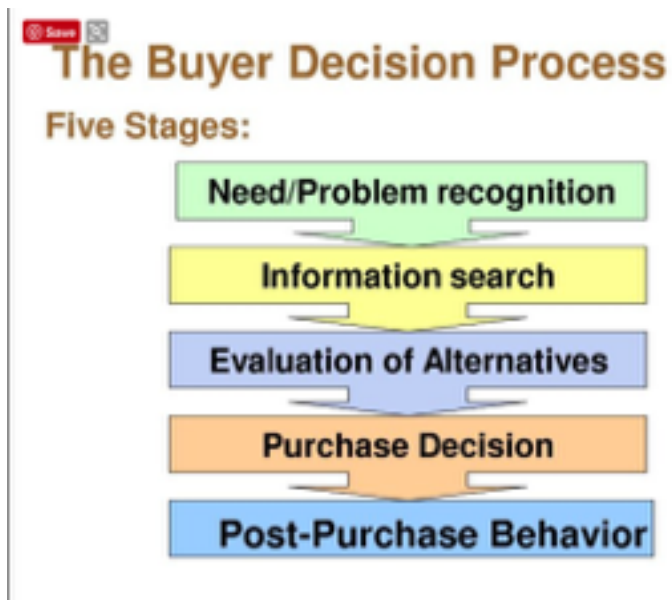 Save
The Buyer Decision Process
Five Stages:
Need/Problem recognition
Information search
Evaluation of Alternatives
Purchase Decision
Post-Purchase Behavior